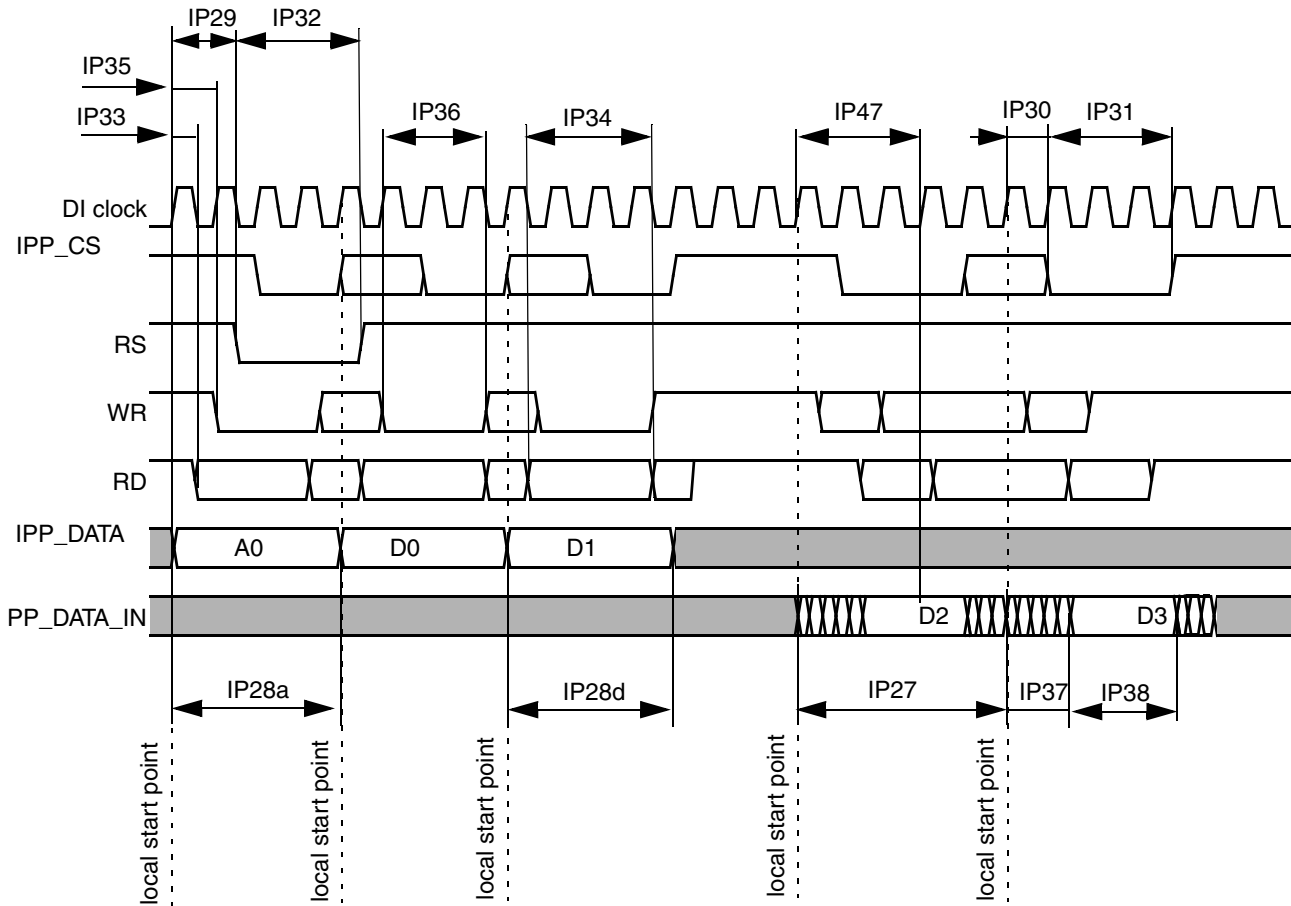 IP29
IP32
IP35
IP33
IP36
IP34
IP47
IP30
IP31
DI clock
IPP_CS
RS
WR
RD
IPP_DATA
A0
D0
D1
PP_DATA_IN
D2
D3
IP28a
IP28d
IP27
IP37
IP38
local start point
local start point
local start point
local start point
local start point